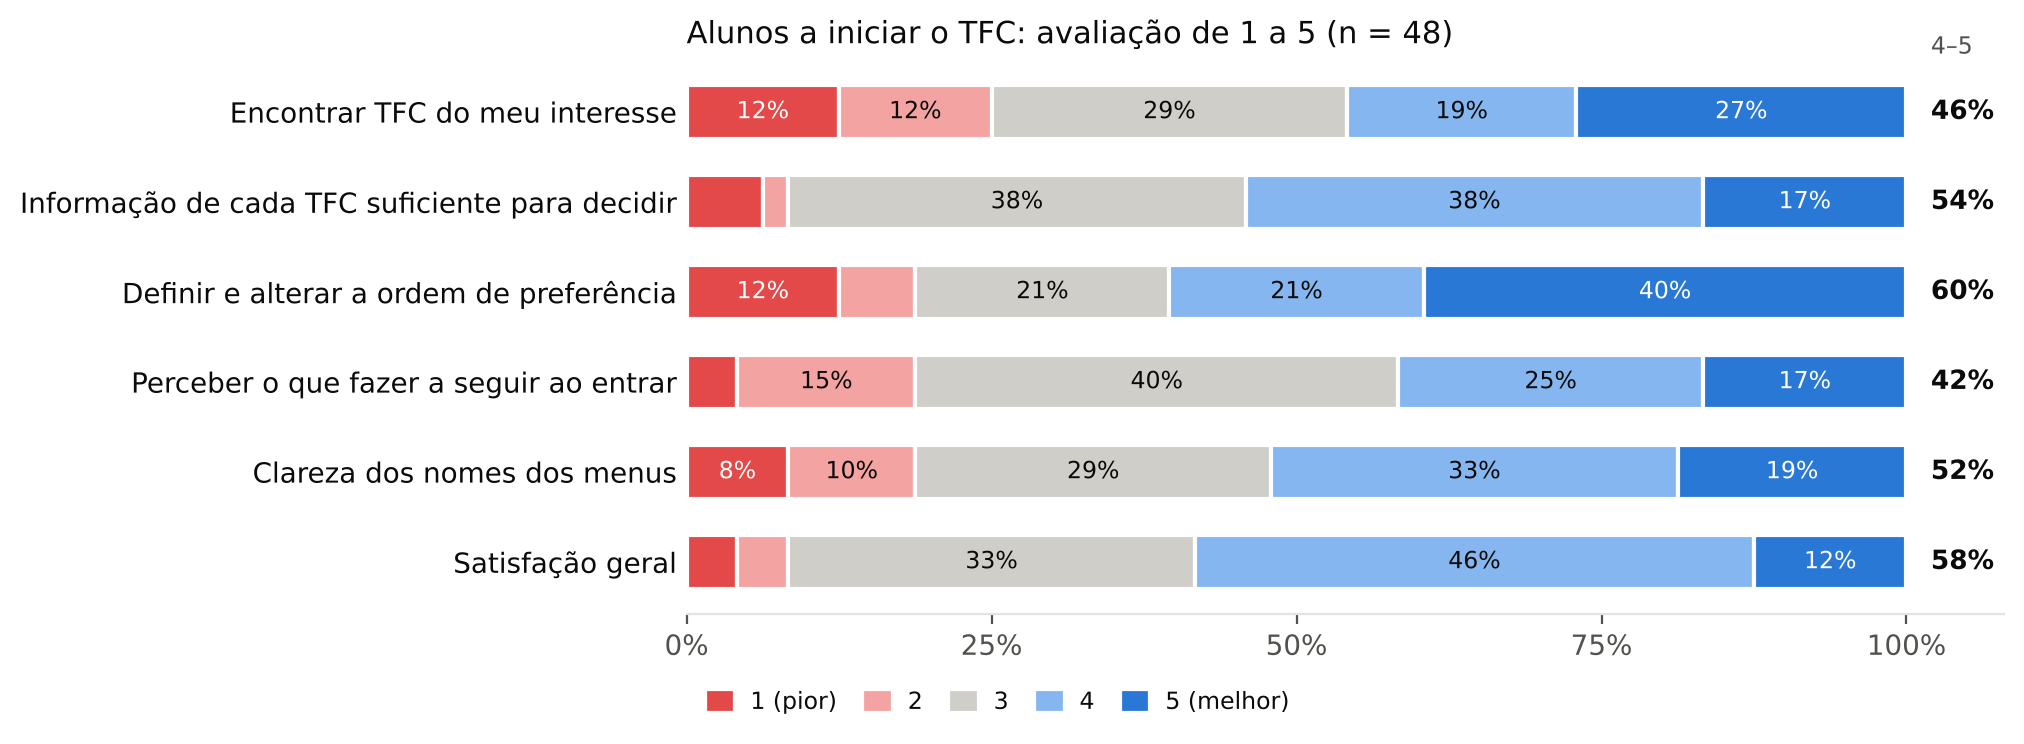 Alunos a iniciar o TFC: avaliação de 1 a 5 (n = 48)
4–5
Encontrar TFC do meu interesse 12% 12% 29% 19% 27% 46%
Informação de cada TFC suficiente para decidir 38% 38% 17% 54%
Definir e alterar a ordem de preferência 12% 21% 21% 40% 60%
Perceber o que fazer a seguir ao entrar 15% 40% 25% 17% 42%
Clareza dos nomes dos menus 8% 10% 29% 33% 19% 52%
Satisfação geral 33% 46% 12% 58%
0% 25% 50% 75% 100%
1 (pior) 2 3 4 5 (melhor)